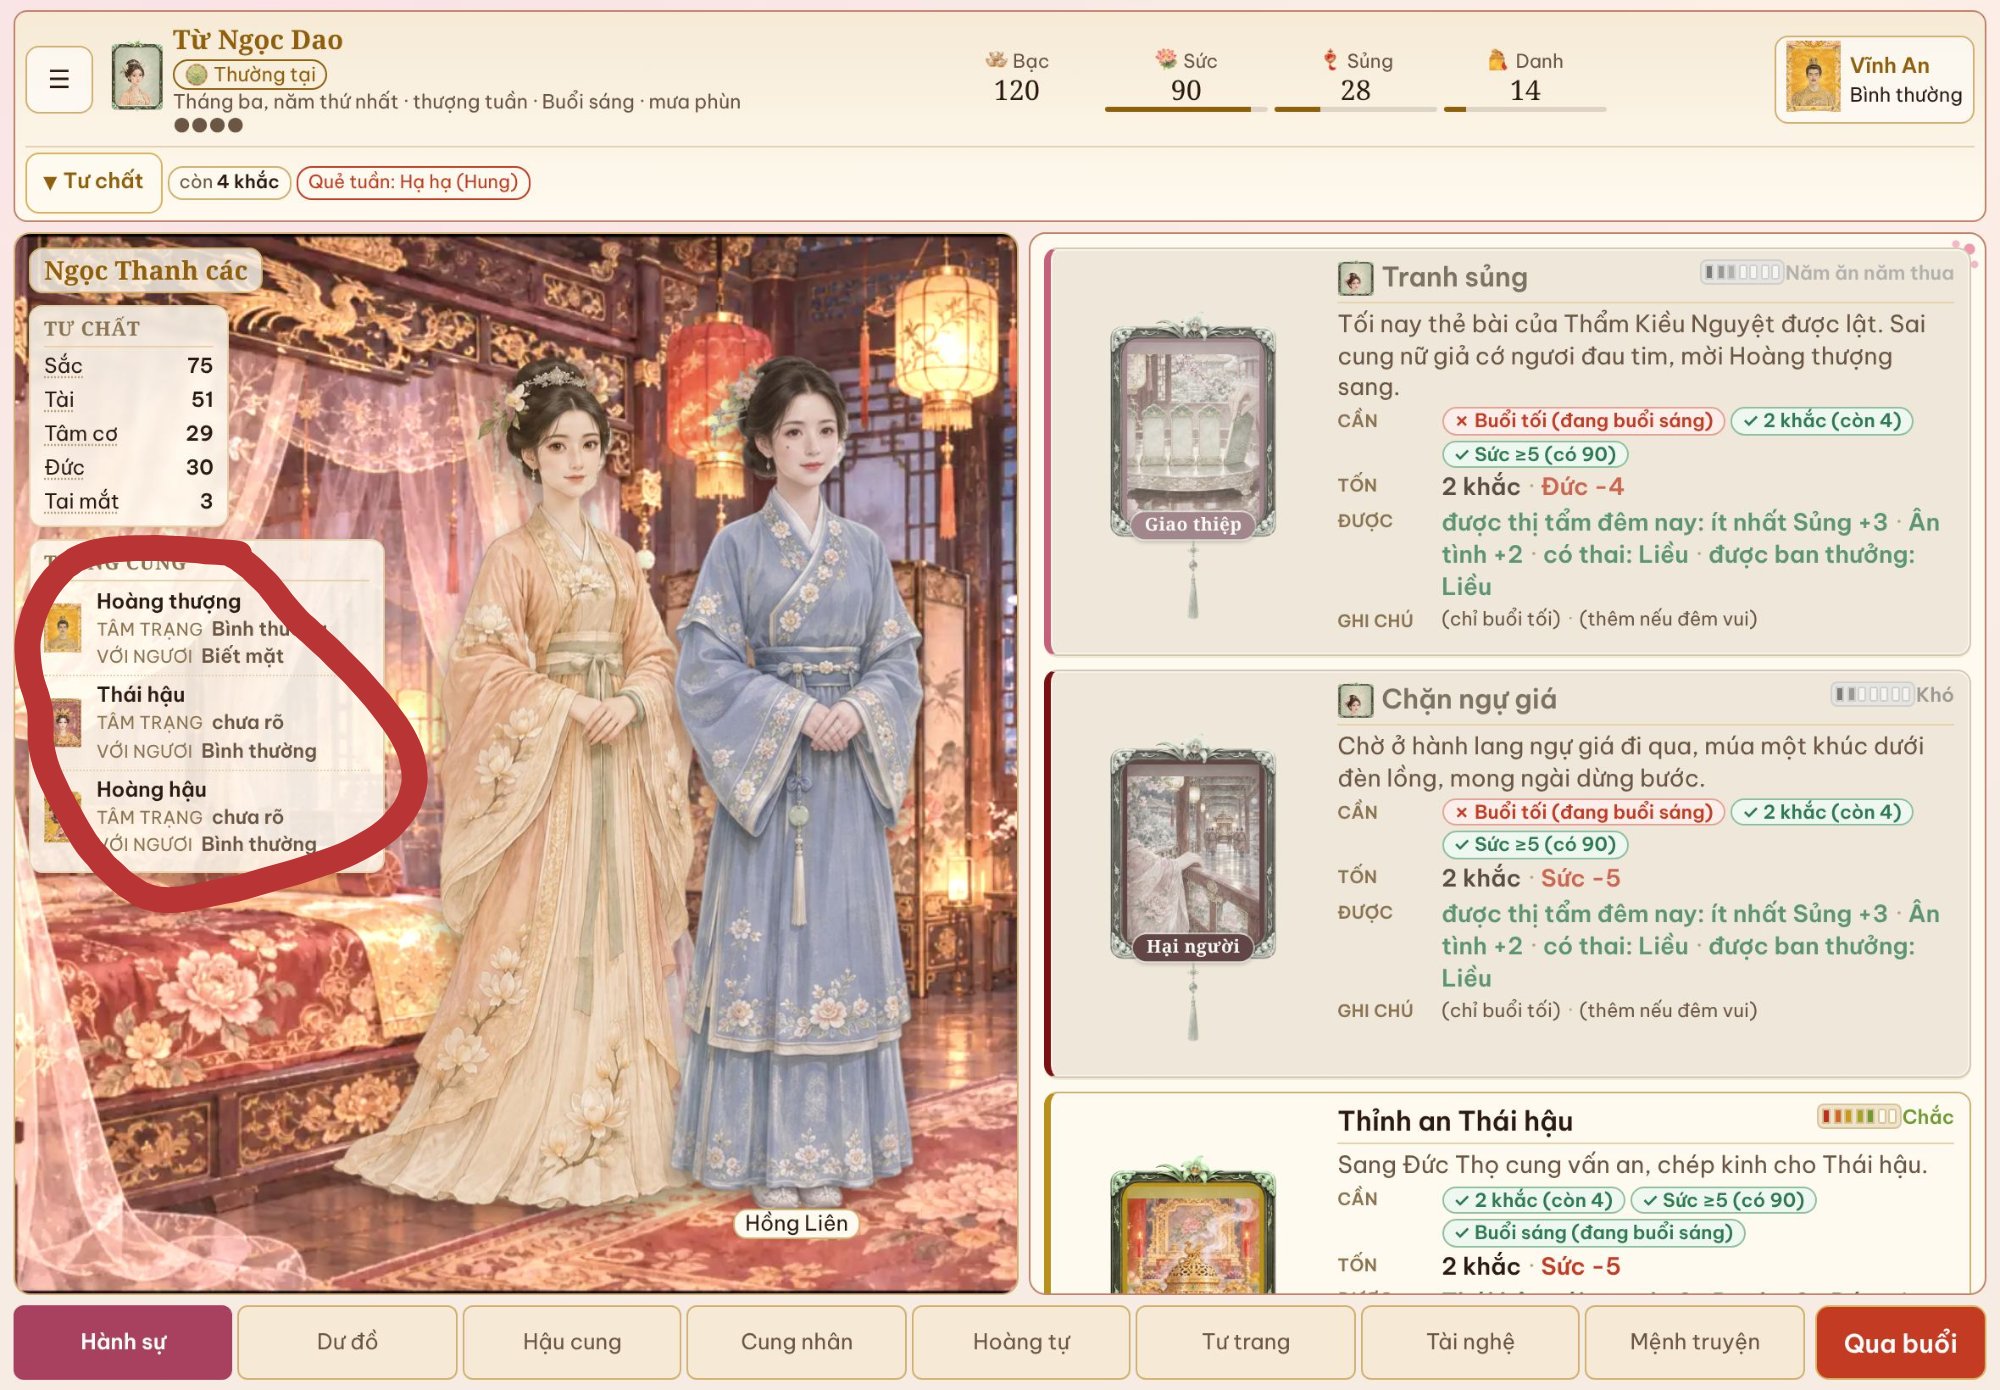 Từ Ngọc Dao
Thường tại
Tháng ba, năm thứ nhất · thượng tuần · Buổi sáng · mưa phùn
Bạc
120
Sức
90
Sủng
28
Danh
14
Vĩnh An
Bình thường
▼ Tư chất
còn 4 khắc
Quẻ tuần: Hạ hạ (Hung)
Ngọc Thanh các
TƯ CHẤT
Sắc 75
Tài 51
Tâm cơ 29
Đức 30
Tai mắt 3
CUNG
Hoàng thượng
TÂM TRẠNG Bình
VỚI NGƯƠI Biết mặt
Thái hậu
TÂM TRẠNG chưa rõ
VỚI NGƯƠI Bình thường
Hoàng hậu
TÂM TRẠNG chưa rõ
VỚI NGƯƠI Bình thường
Hồng Liên
Tranh sủng
Năm ăn năm thua
Tối nay thẻ bài của Thẩm Kiều Nguyệt được lật. Sai
cung nữ giả cớ ngươi đau tim, mời Hoàng thượng
sang.
CẦN × Buổi tối (đang buổi sáng) ✓ 2 khắc (còn 4)
✓ Sức ≥5 (có 90)
TỐN 2 khắc · Đức -4
ĐƯỢC được thị tẩm đêm nay: ít nhất Sủng +3 · Ân
tình +2 · có thai: Liều · được ban thưởng:
Liều
GHI CHÚ (chỉ buổi tối) · (thêm nếu đêm vui)
Giao thiệp
Chặn ngự giá
Khó
Chờ ở hành lang ngự giá đi qua, múa một khúc dưới
đèn lồng, mong ngài dừng bước.
CẦN × Buổi tối (đang buổi sáng) ✓ 2 khắc (còn 4)
✓ Sức ≥5 (có 90)
TỐN 2 khắc · Sức -5
ĐƯỢC được thị tẩm đêm nay: ít nhất Sủng +3 · Ân
tình +2 · có thai: Liều · được ban thưởng:
Liều
GHI CHÚ (chỉ buổi tối) · (thêm nếu đêm vui)
Hại người
Thỉnh an Thái hậu
Chắc
Sang Đức Thọ cung vấn an, chép kinh cho Thái hậu.
CẦN ✓ 2 khắc (còn 4) ✓ Sức ≥5 (có 90)
✓ Buổi sáng (đang buổi sáng)
TỐN 2 khắc · Sức -5
Hành sự
Dư đồ
Hậu cung
Cung nhân
Hoàng tự
Tư trang
Tài nghệ
Mệnh truyện
Qua buổi